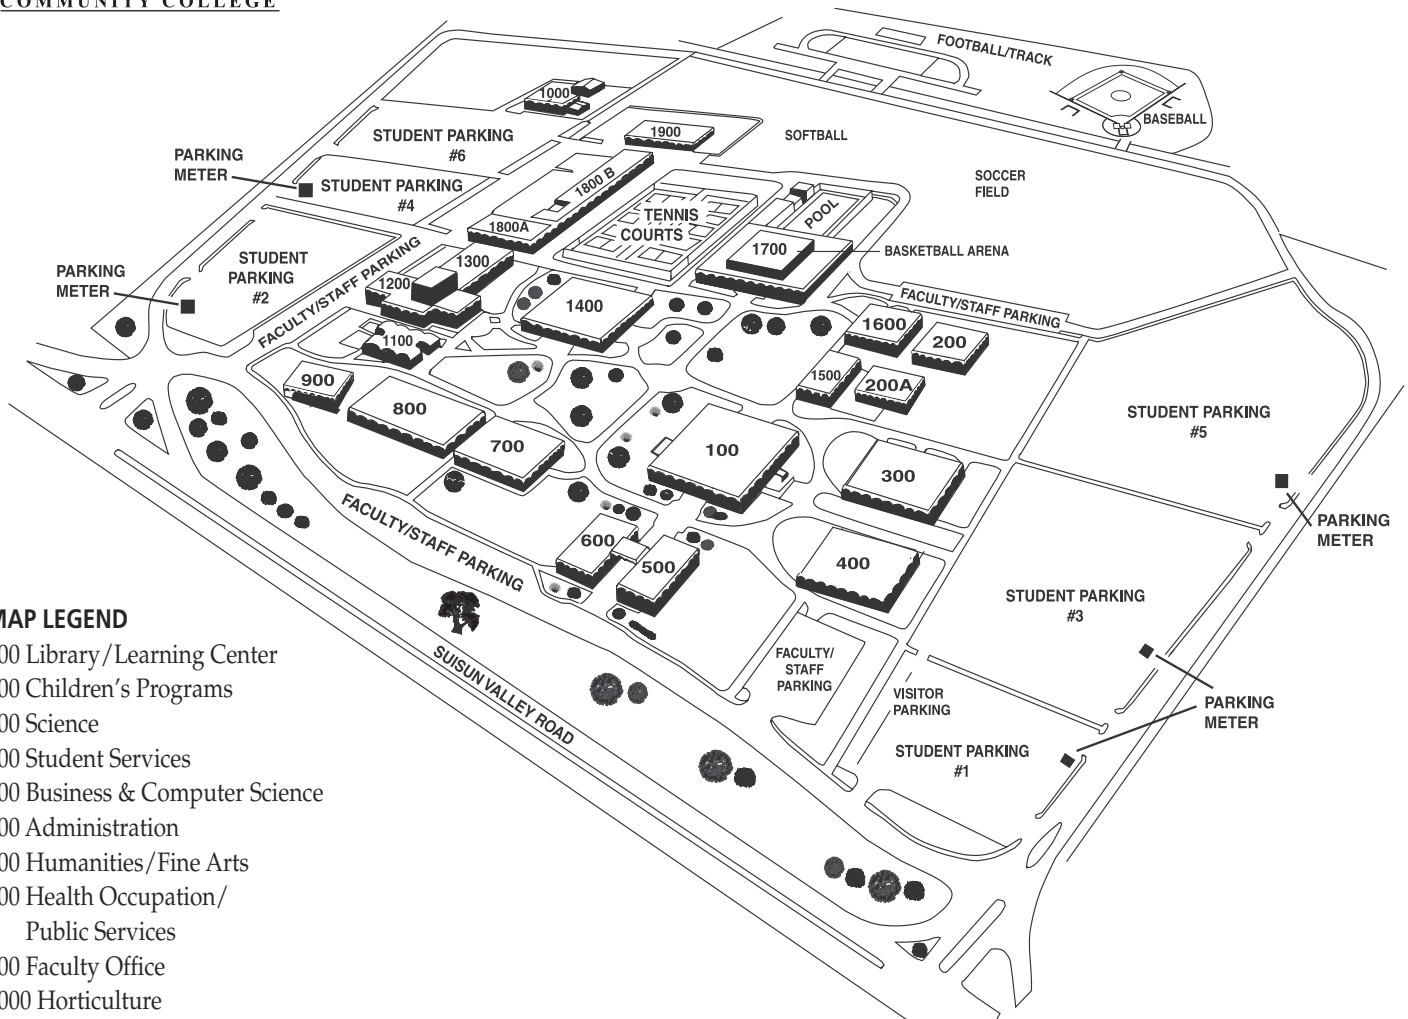 COMMUNITY COLLEGE
FOOTBALL/TRACK
BASEBALL
1000
STUDENT PARKING
#6
1900
SOFTBALL
PARKING
METER
STUDENT PARKING
#4
1800 B
SOCCER
FIELD
TENNIS
COURTS
POOL
1800A
1700
BASKETBALL ARENA
STUDENT
PARKING
#2
PARKING
METER
FACULTY/STAFF PARKING
1300
1200
1400
FACULTY/STAFF PARKING
1600
200
1100
900
1500
200A
800
STUDENT PARKING
#5
700
100
300
PARKING
METER
FACULTY/STAFF PARKING
600
500
400
STUDENT PARKING
#3
MAP LEGEND
00 Library/Learning Center
00 Children's Programs
00 Science
00 Student Services
00 Business & Computer Science
00 Administration
00 Humanities/Fine Arts
00 Health Occupation/
Public Services
00 Faculty Office
000 Horticulture
SUISUN VALLEY ROAD
FACULTY/
STAFF
PARKING
VISITOR
PARKING
PARKING
METER
STUDENT PARKING
#1